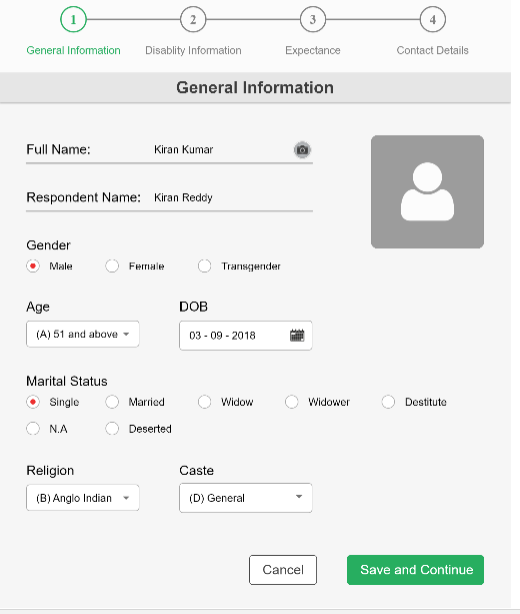 1 2 3 4
General Information Disablity Information Expectance Contact Details
General Information
Full Name: Kiran Kumar
Respondent Name: Kiran Reddy
Gender
Male Female Transgender
Age DOB
(A) 51 and above 03 - 09 - 2018
Marital Status
Single Married Widow Widower Destitute
N.A Deserted
Religion Caste
(B) Anglo Indian (D) General
Cancel Save and Continue